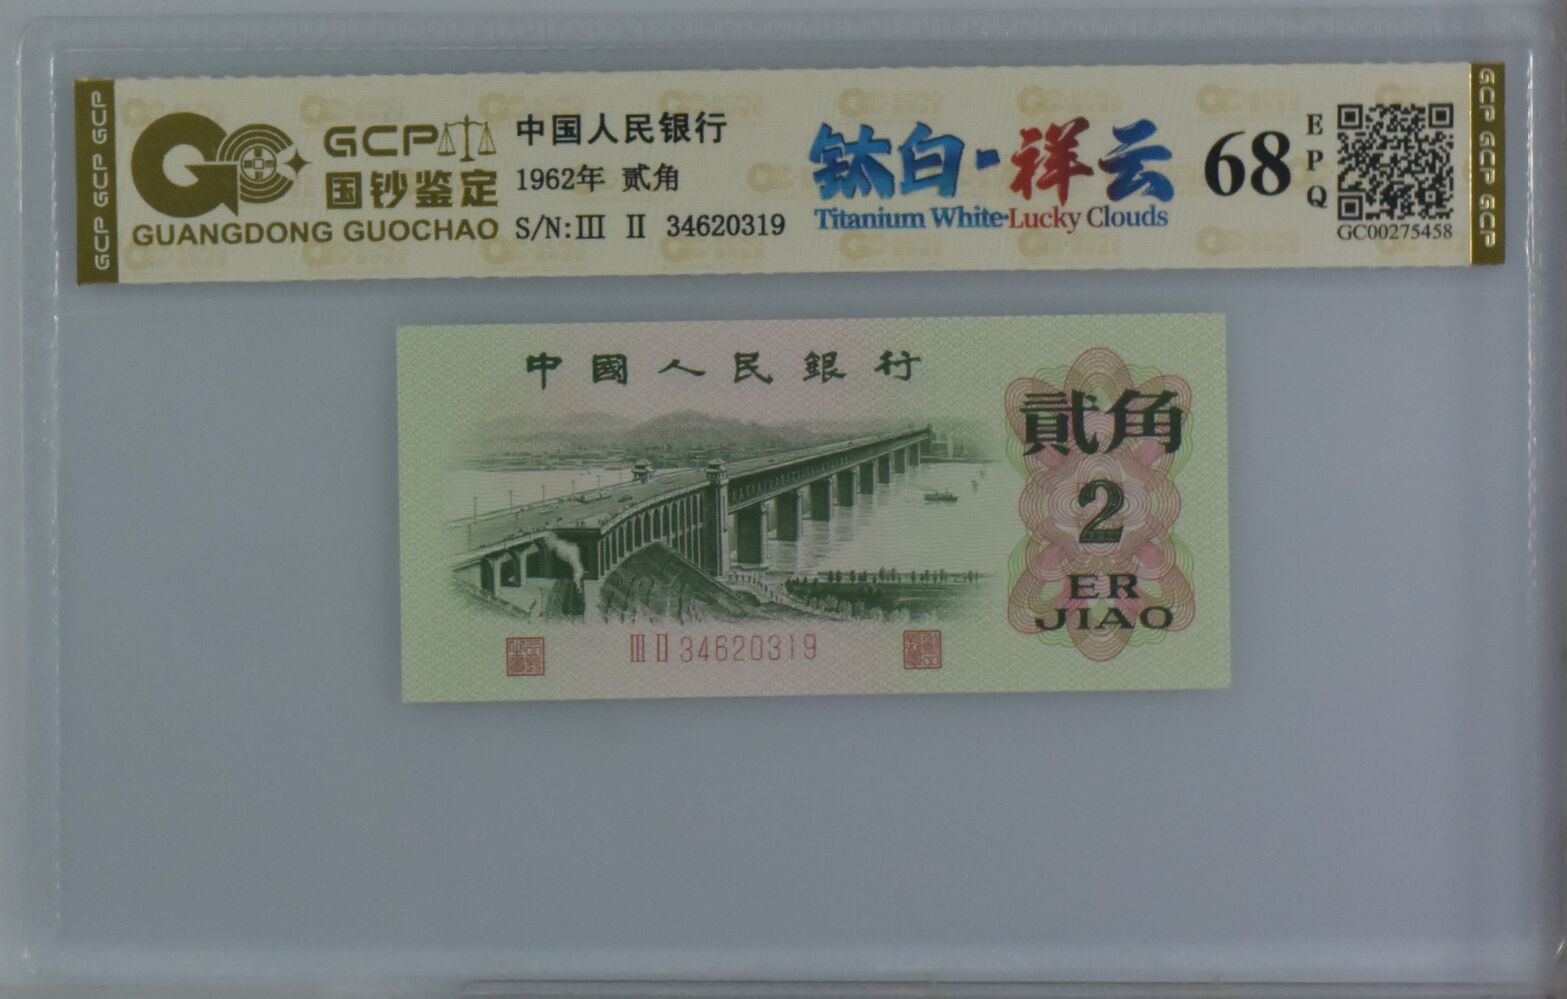 GCP GCP GCP
GCP
国钞鉴定
GUANGDONG GUOCHAO
中国人民银行
1962年 贰角
S/N:III II 34620319
钛白-祥云
Titanium White-Lucky Clouds
68
EPQ
GC00275458
GCP GCP GCP
中國人民銀行
貳角
2
ER
JIAO
III II 34620319